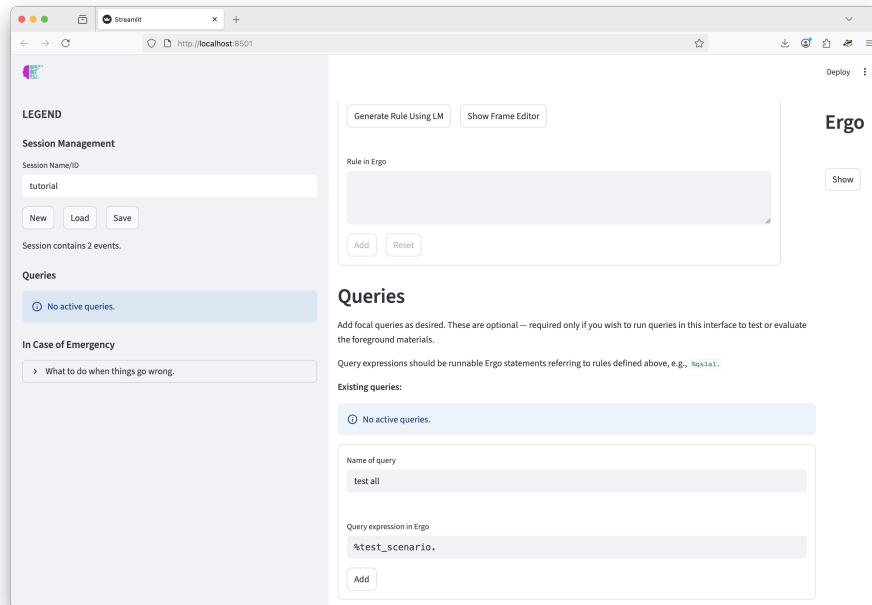 Streamlit
http://localhost:8501
Deploy
LEGEND
Session Management
Session Name/ID
tutorial
New Load Save
Session contains 2 events.
Queries
No active queries.
In Case of Emergency
What to do when things go wrong.
Generate Rule Using LM Show Frame Editor
Rule in Ergo
Add Reset
Queries
Add focal queries as desired. These are optional — required only if you wish to run queries in this interface to test or evaluate
the foreground materials.
Query expressions should be runnable Ergo statements referring to rules defined above, e.g., %qs1a1.
Existing queries:
No active queries.
Name of query
test all
Query expression in Ergo
%test_scenario.
Add
Ergo
Show